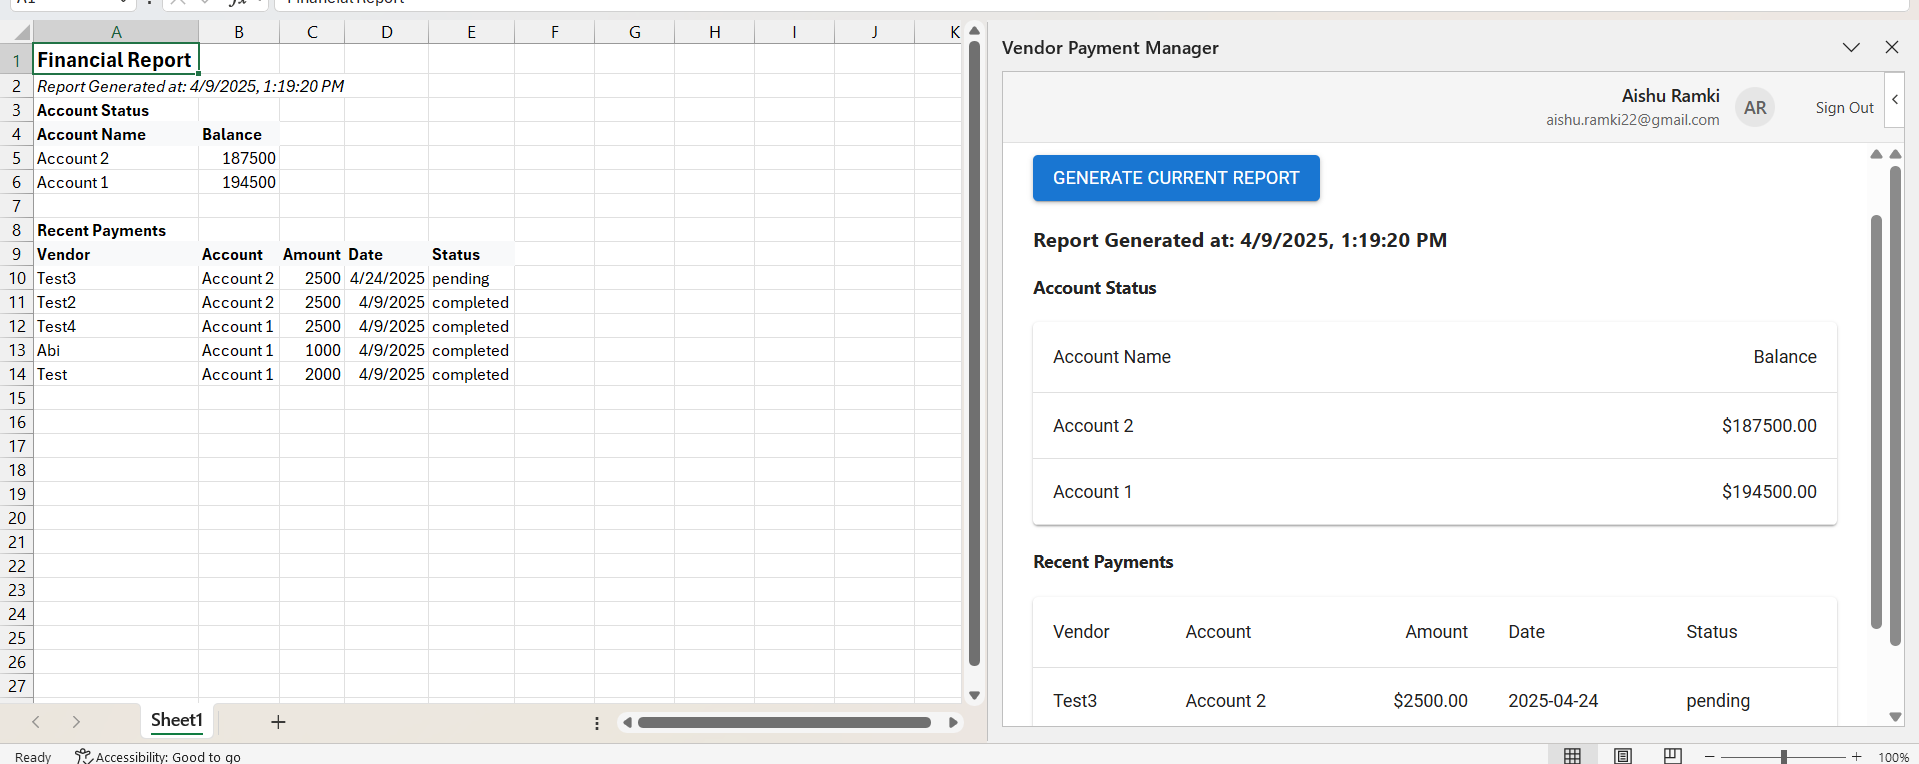 A B C D E F G H I J K
1 Financial Report
2 Report Generated at: 4/9/2025, 1:19:20 PM
3 Account Status
4 Account Name Balance
5 Account 2 187500
6 Account 1 194500
7
8 Recent Payments
9 Vendor Account Amount Date Status
10 Test3 Account 2 2500 4/24/2025 pending
11 Test2 Account 2 2500 4/9/2025 completed
12 Test4 Account 1 2500 4/9/2025 completed
13 Abi Account 1 1000 4/9/2025 completed
14 Test Account 1 2000 4/9/2025 completed
15
16
17
18
19
20
21
22
23
24
25
26
27
Sheet1
Ready Accessibility: Good to go
100%
Vendor Payment Manager
Aishu Ramki
aishu.ramki22@gmail.com
AR
Sign Out
GENERATE CURRENT REPORT
Report Generated at: 4/9/2025, 1:19:20 PM
Account Status
Account Name Balance
Account 2 $187500.00
Account 1 $194500.00
Recent Payments
Vendor Account Amount Date Status
Test3 Account 2 $2500.00 2025-04-24 pending